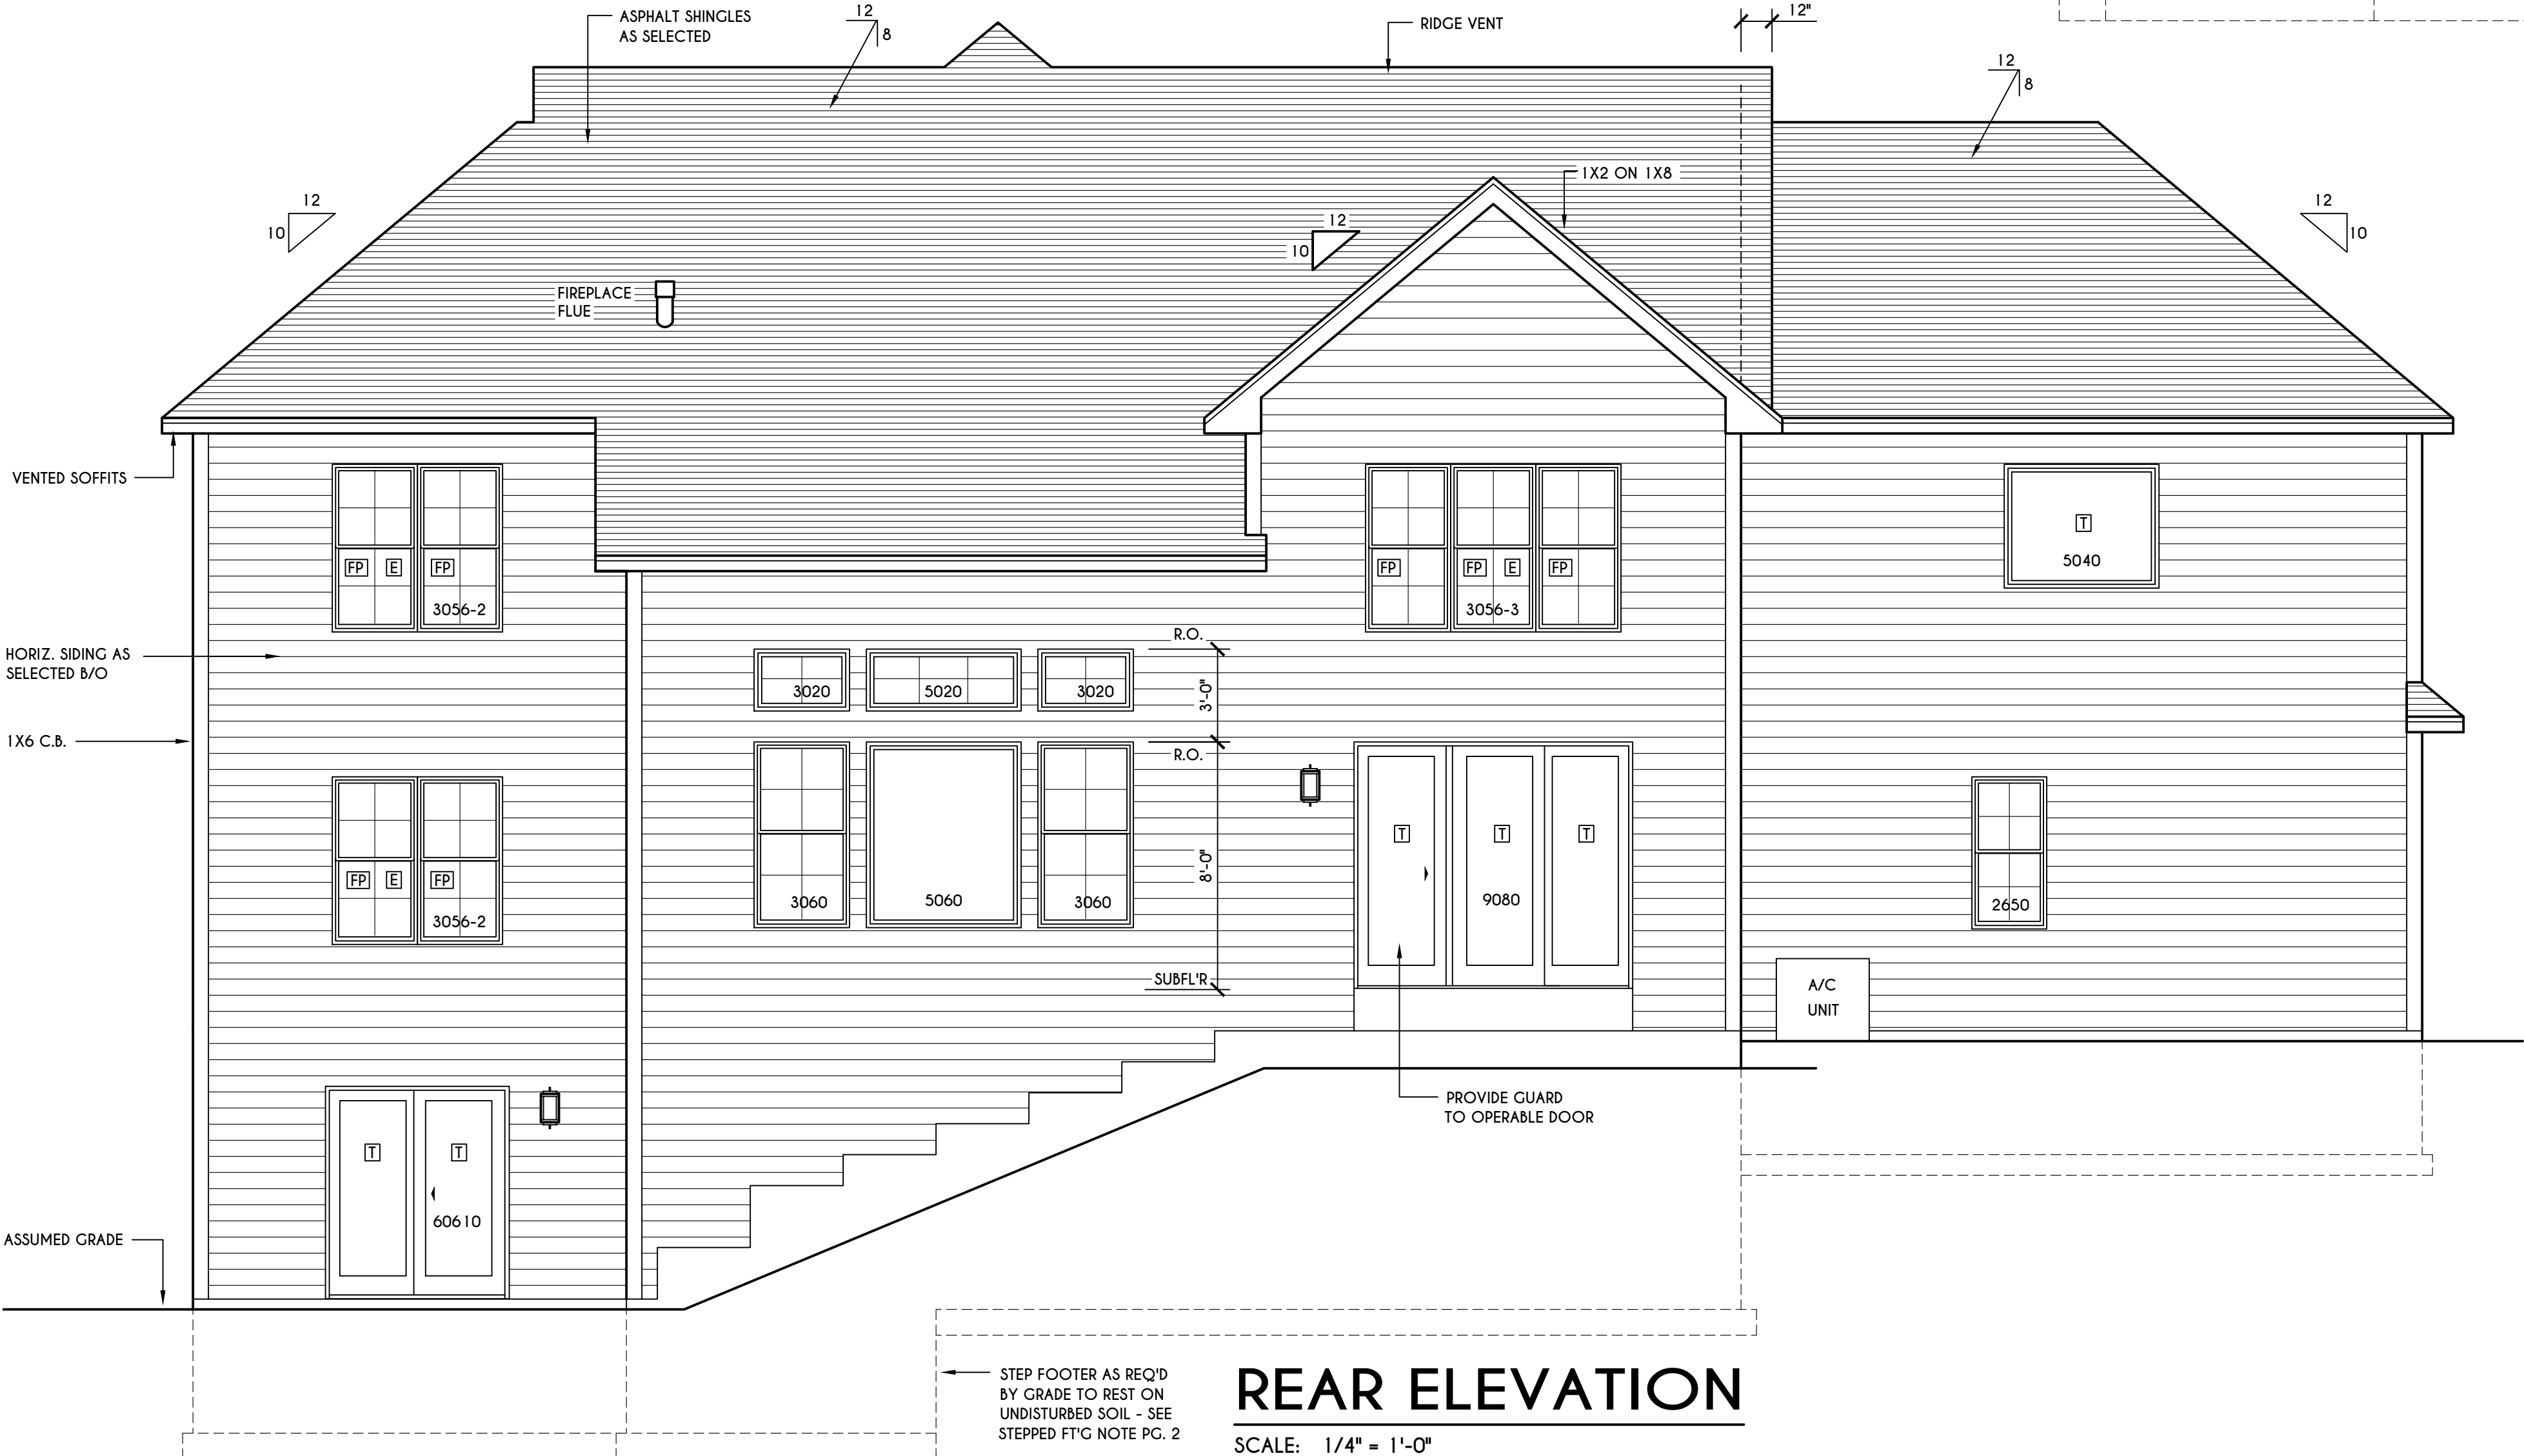 ASPHALT SHINGLES
AS SELECTED
12
8
RIDGE VENT
12"
12
8
1X2 ON 1X8
12
10
12
10
12
10
FIREPLACE
FLUE
VENTED SOFFITS
FP E FP
3056-2
FP FP E FP
3056-3
T
5040
HORIZ. SIDING AS
SELECTED B/O
R.O.
3020
5020
3020
3'-0"
1X6 C.B.
R.O.
FP E FP
3056-2
3060
5060
3060
8'-0"
T T T
9080
2650
SUBFL'R
A/C
UNIT
PROVIDE GUARD
TO OPERABLE DOOR
T T
60610
ASSUMED GRADE
STEP FOOTER AS REQ'D
BY GRADE TO REST ON
UNDISTURBED SOIL - SEE
STEPPED FT'G NOTE PG. 2
REAR ELEVATION
SCALE: 1/4" = 1'-0"